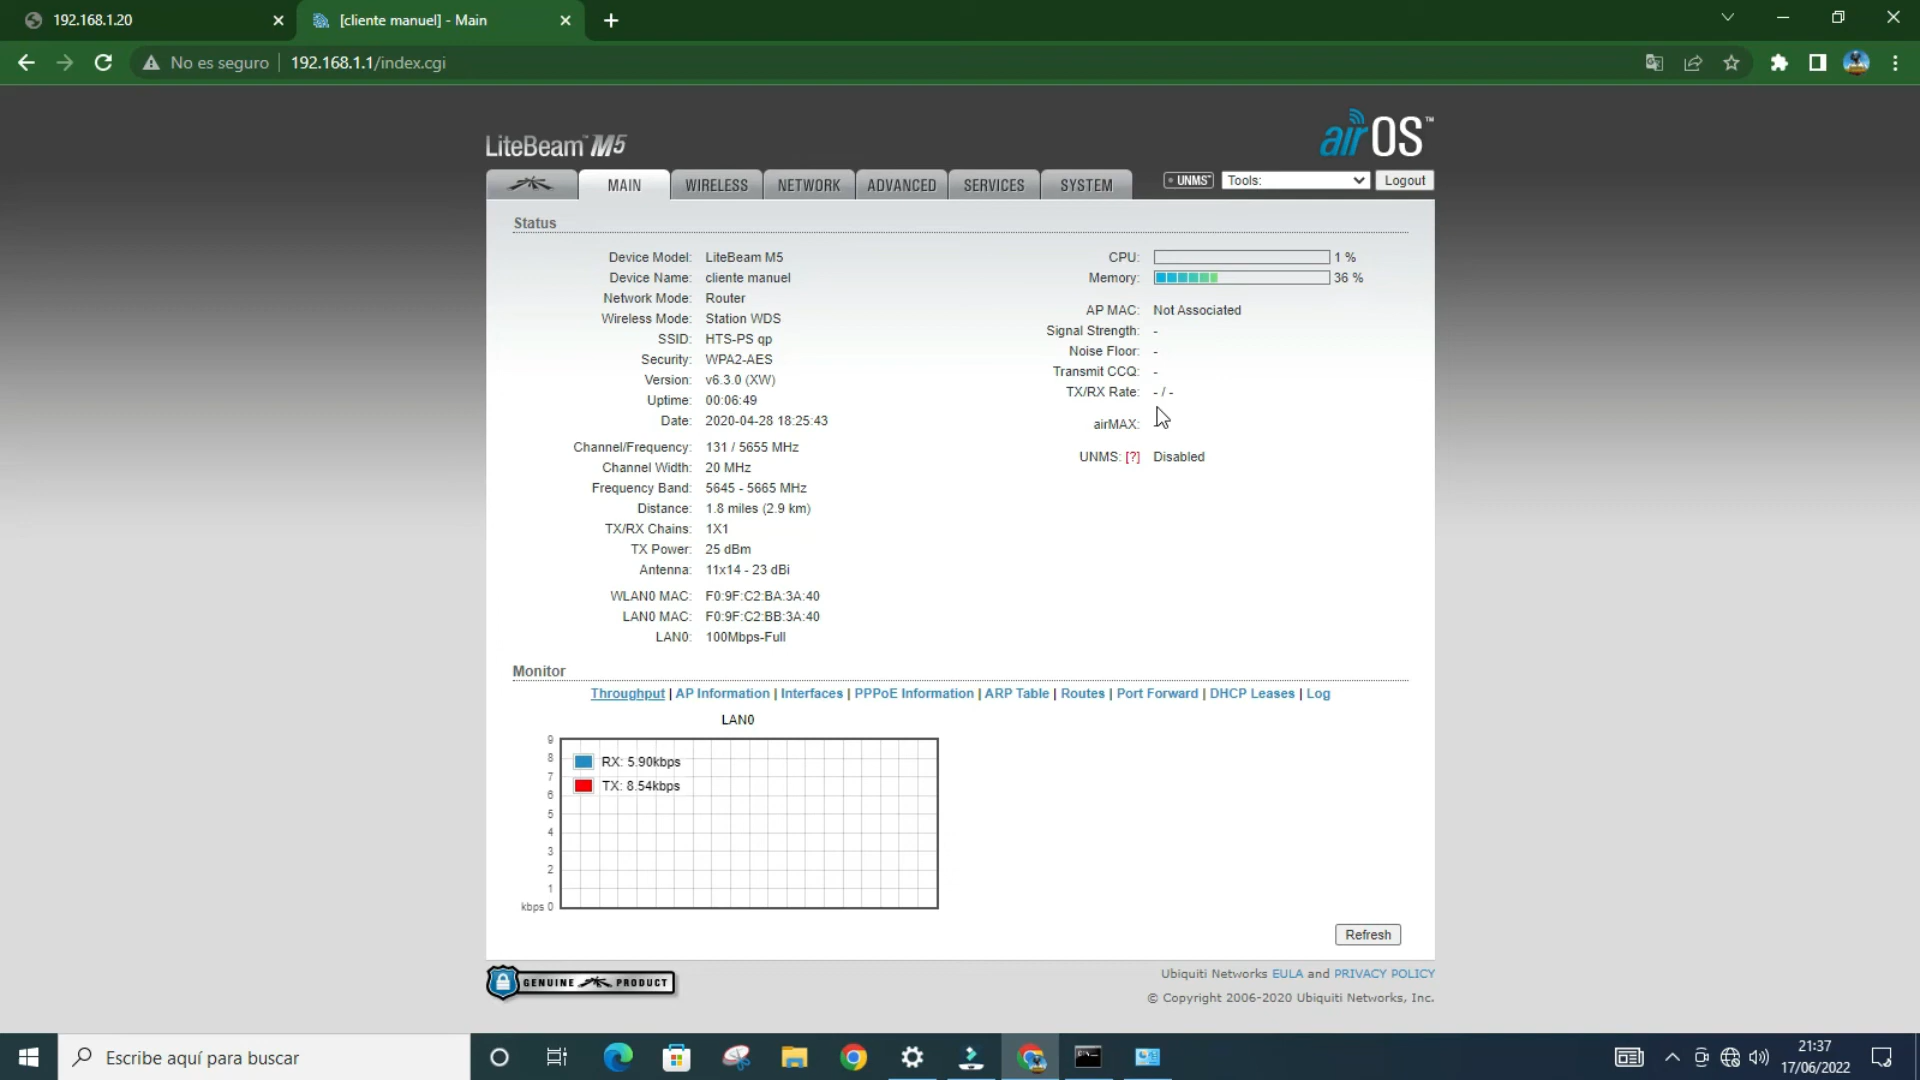 192.168.1.20
[cliente manuel] - Main
No es seguro
192.168.1.1/index.cgi
LiteBeam™ M5
airOS™
MAIN
WIRELESS
NETWORK
ADVANCED
SERVICES
SYSTEM
UNMS™
Tools:
Logout
Status
Device Model: LiteBeam M5
Device Name: cliente manuel
Network Mode: Router
Wireless Mode: Station WDS
SSID: HTS-PS qp
Security: WPA2-AES
Version: v6.3.0 (XW)
Uptime: 00:06:49
Date: 2020-04-28 18:25:43
Channel/Frequency: 131 / 5655 MHz
Channel Width: 20 MHz
Frequency Band: 5645 - 5665 MHz
Distance: 1.8 miles (2.9 km)
TX/RX Chains: 1X1
TX Power: 25 dBm
Antenna: 11x14 - 23 dBi
WLAN0 MAC: F0:9F:C2:BA:3A:40
LAN0 MAC: F0:9F:C2:BB:3A:40
LAN0: 100Mbps-Full
CPU: 1 %
Memory: 36 %
AP MAC: Not Associated
Signal Strength: -
Noise Floor: -
Transmit CCQ: -
TX/RX Rate: - / -
airMAX:
UNMS: [?] Disabled
Monitor
Throughput | AP Information | Interfaces | PPPoE Information | ARP Table | Routes | Port Forward | DHCP Leases | Log
LAN0
9
8
7
6
5
4
3
2
1
kbps 0
RX: 5.90kbps
TX: 8.54kbps
Refresh
GENUINE PRODUCT
Ubiquiti Networks EULA and PRIVACY POLICY
© Copyright 2006-2020 Ubiquiti Networks, Inc.
Escribe aquí para buscar
21:37
17/06/2022